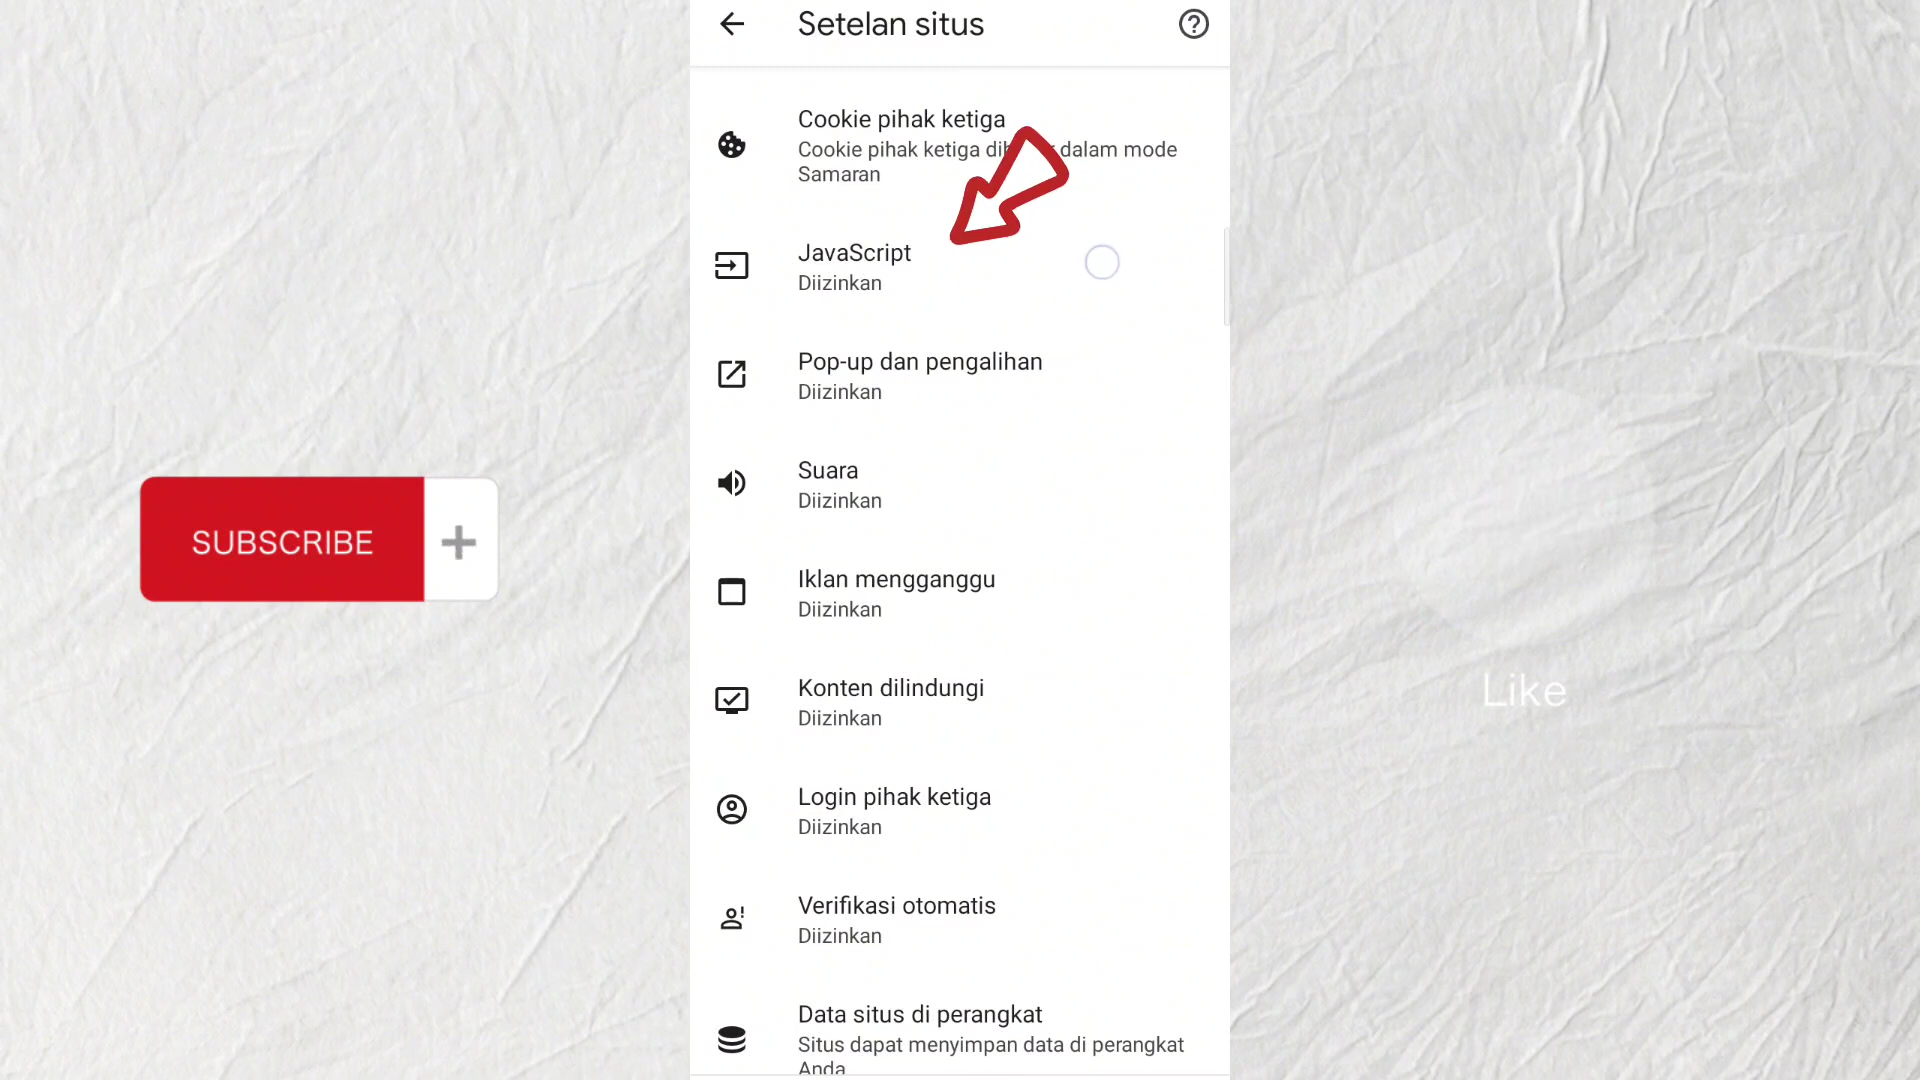 Setelan situs
Cookie pihak ketiga
Cookie pihak ketiga dalam mode
Samaran
JavaScript
Diizinkan
Pop-up dan pengalihan
Diizinkan
Suara
Diizinkan
Iklan mengganggu
Diizinkan
Konten dilindungi
Diizinkan
Login pihak ketiga
Diizinkan
Verifikasi otomatis
Diizinkan
Data situs di perangkat
Situs dapat menyimpan data di perangkat
Anda
SUBSCRIBE
Like